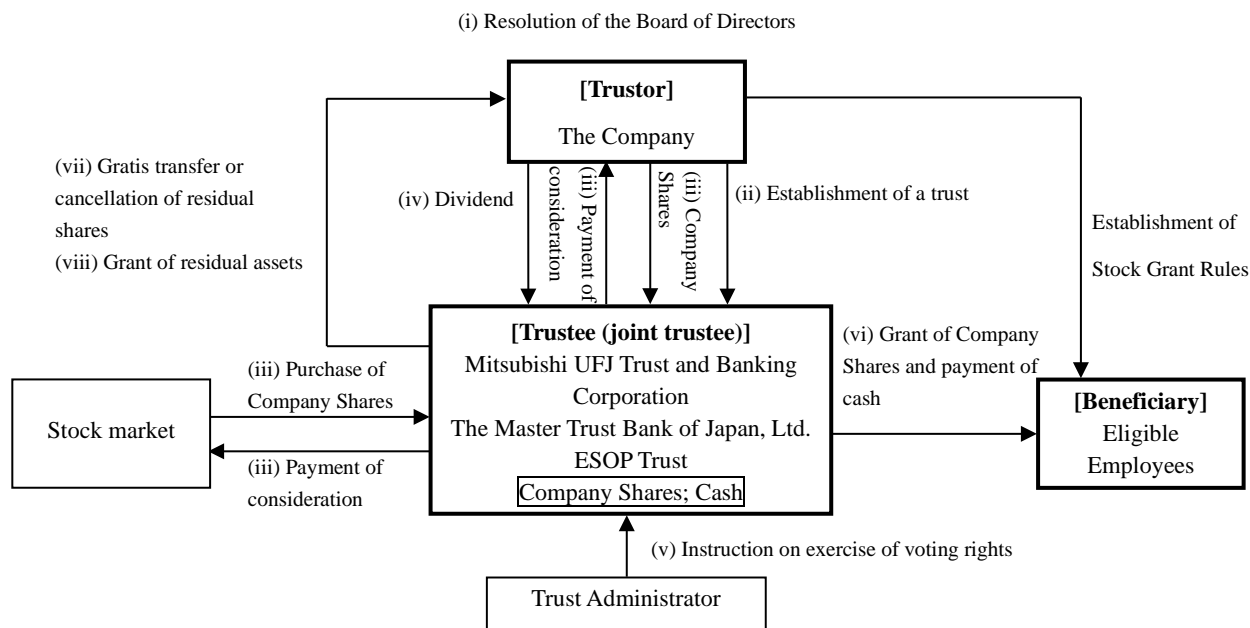 (i) Resolution of the Board of Directors
[Trustor]
The Company
(vii) Gratis transfer or
cancellation of residual
shares
(viii) Grant of residual assets
(iv) Dividend
(iii) Payment of
consideration
(iii) Company
Shares
(ii) Establishment of a trust
Establishment of
Stock Grant Rules
[Trustee (joint trustee)]
Mitsubishi UFJ Trust and Banking
Corporation
The Master Trust Bank of Japan, Ltd.
ESOP Trust
Company Shares; Cash
(vi) Grant of Company
Shares and payment of
cash
(iii) Purchase of
Company Shares
Stock market
(iii) Payment of
consideration
[Beneficiary]
Eligible
Employees
(v) Instruction on exercise of voting rights
Trust Administrator